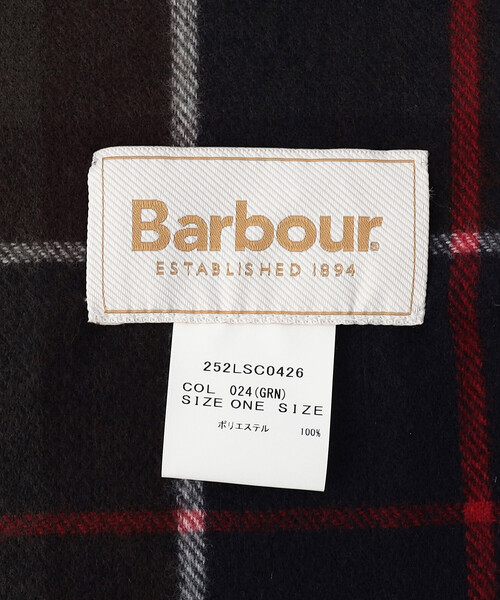 Barbour
ESTABLISHED 1894
252LSC0426
COL 024(GRN)
SIZE ONE SIZE
ポリエステル 100%